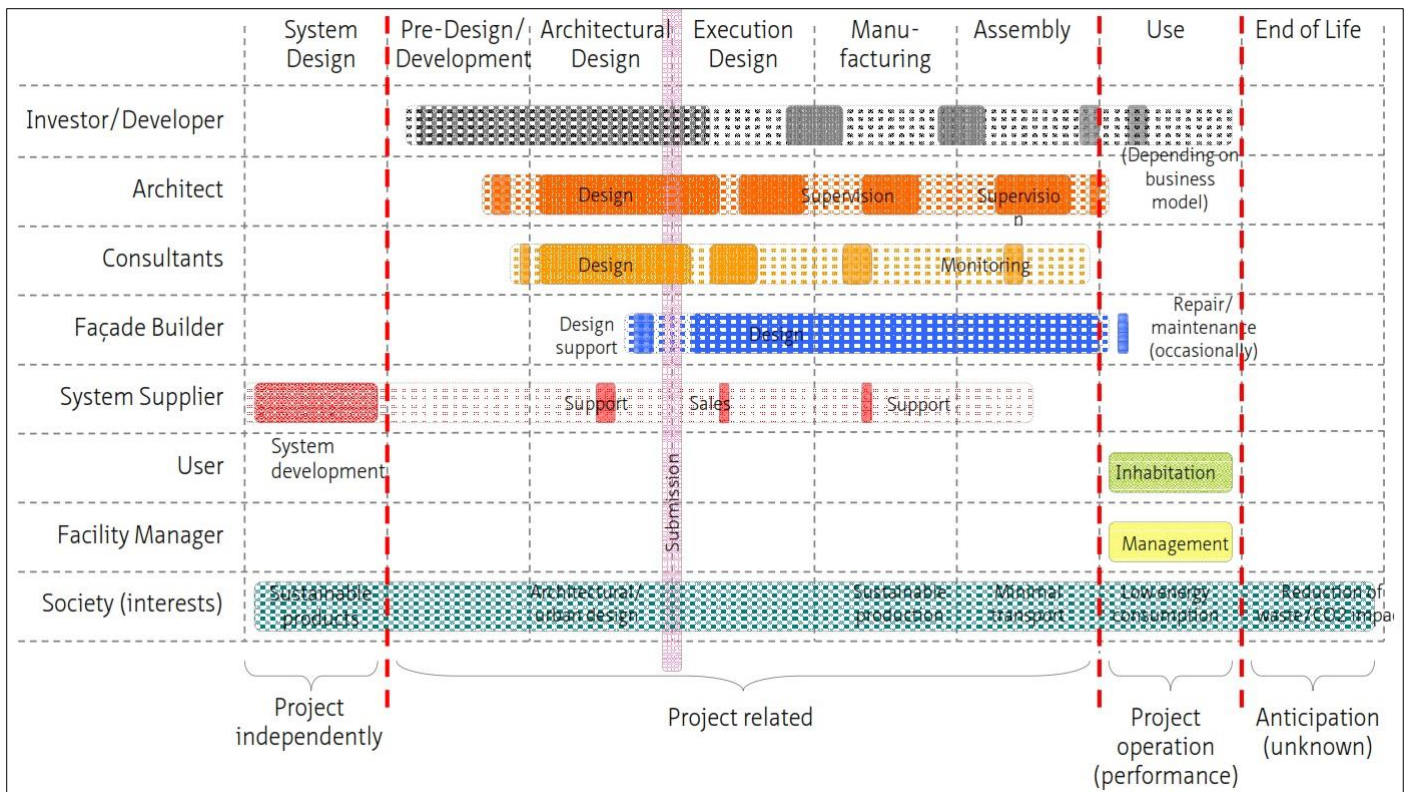 System
Design
Pre-Design/
Development
Architectural
Design
Execution
Design
Manu-
facturing
Assembly
Use
End of Life
Investor/Developer
(Depending on
business
model)
Architect
Design
Supervision
Supervisio
n
Consultants
Design
Monitoring
Façade Builder
Design
support
Design
Repair/
maintenance
(occasionally)
System Supplier
Support
Sales
Support
System
development
User
Inhabitation
Submission
Facility Manager
Management
Society (interests)
Sustainable
products
Architectural/
urban design
Sustainable
production
Minimal
transport
Low energy
consumption
Reduction of
waste/CO2 impa
Project
independently
Project related
Project
operation
(performance)
Anticipation
(unknown)